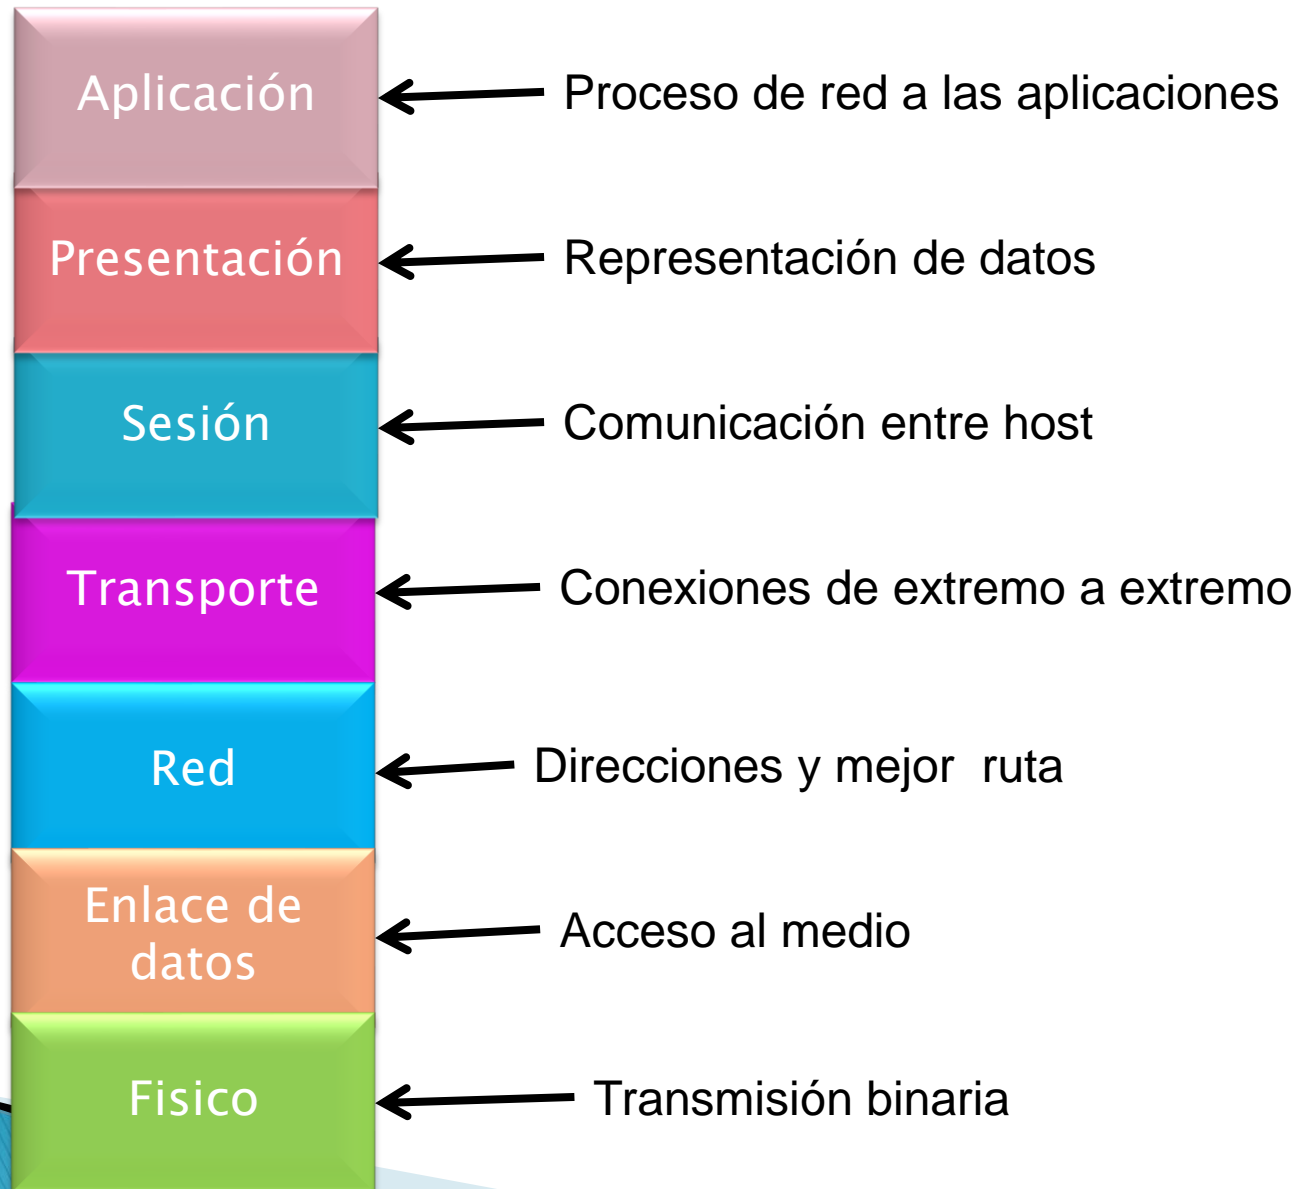 Aplicación
Proceso de red a las aplicaciones
Presentación
Representación de datos
Sesión
Comunicación entre host
Transporte
Conexiones de extremo a extremo
Red
Direcciones y mejor  ruta
Enlace de
datos
Acceso al medio
Fisico
Transmisión binaria